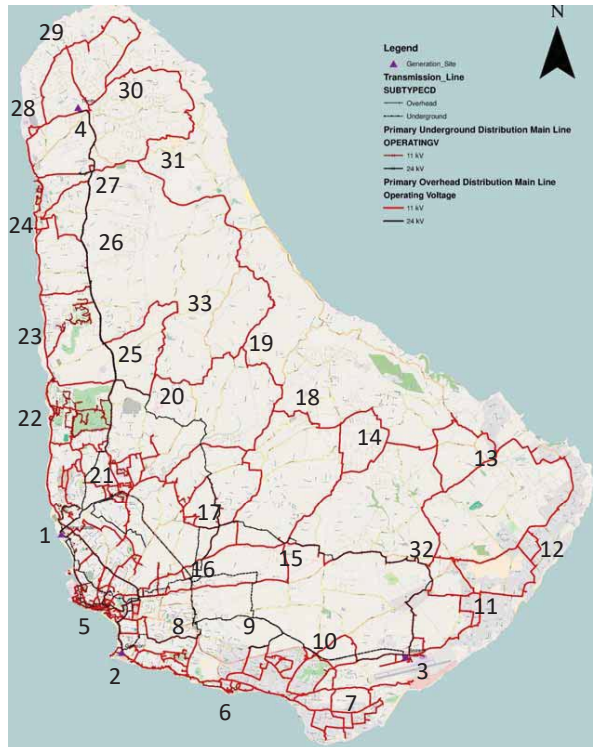 N
Legend
Generation_Site
Transmission_Line
SUBTYPECD
Overhead
Underground
Primary Underground Distribution Main Line
OPERATINGV
11 kV
24 kV
Primary Overhead Distribution Main Line
Operating Voltage
11 kV
24 kV
29
30
28
4
31
27
24
26
33
23
19
25
20
18
22
14
13
21
17
1
15
32
12
16
11
5
8
9
10
2
3
6
7